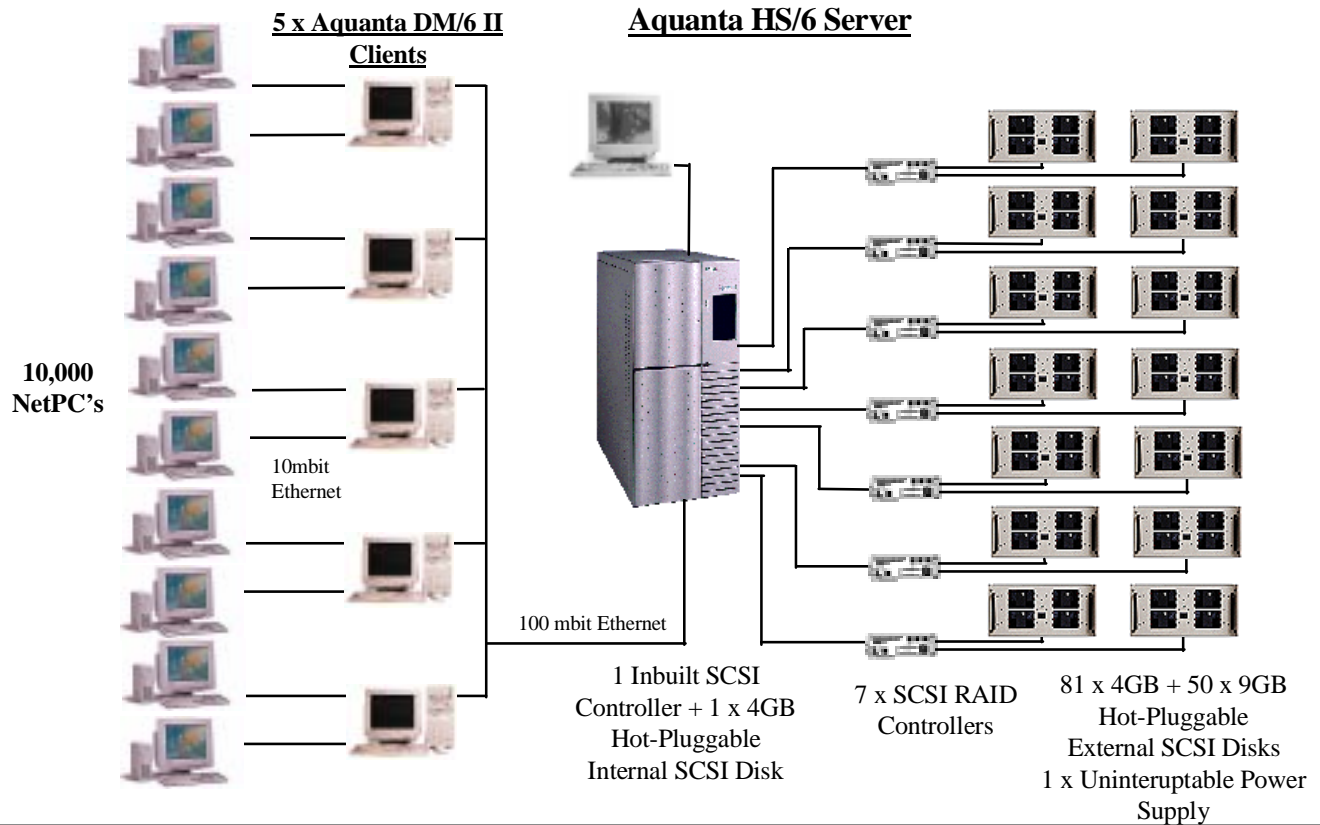 5 x Aquanta DM/6 II
Clients
Aquanta HS/6 Server
10,000
NetPC's
10mbit
Ethernet
100 mbit Ethernet
1 Inbuilt SCSI
Controller + 1 x 4GB
Hot-Pluggable
Internal SCSI Disk
7 x SCSI RAID
Controllers
81 x 4GB + 50 x 9GB
Hot-Pluggable
External SCSI Disks
1 x Uninteruptable Power
Supply